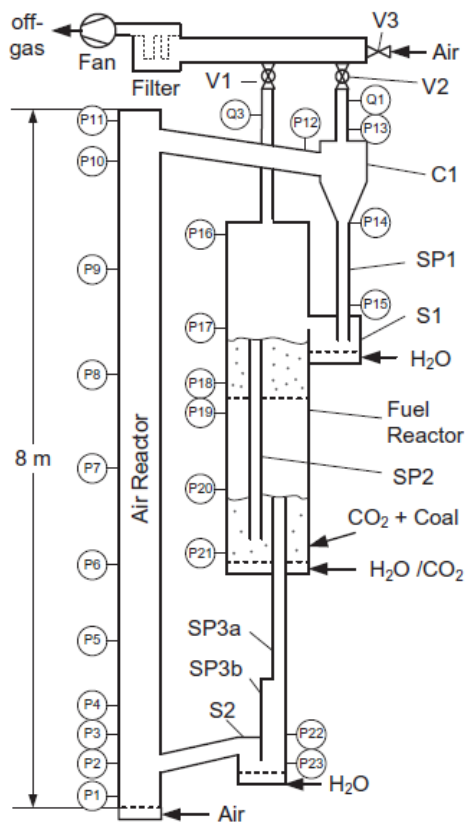 off-
gas
Fan
Filter
V3
Air
V1
V2
Q3
Q1
P11
P12
P13
P10
C1
P16
P14
SP1
P9
P15
S1
P17
H₂O
P8
P18
P19
Fuel
Reactor
8 m
Air Reactor
P7
SP2
P20
CO₂ + Coal
P21
P6
H₂O /CO₂
P5
SP3a
SP3b
P4
S2
P3
P22
P2
P23
H₂O
P1
Air